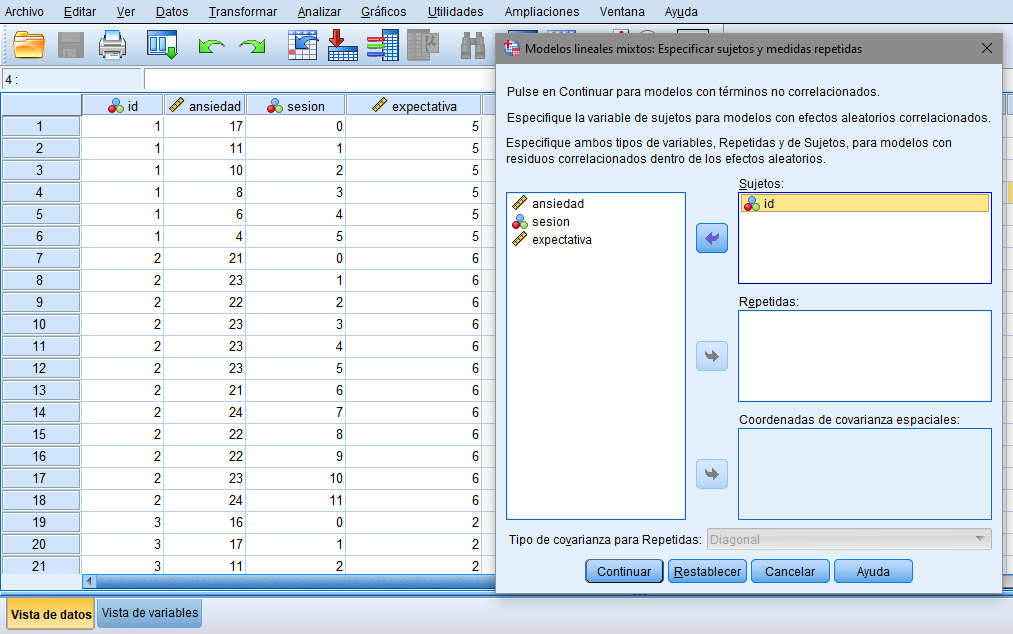 Archivo Editar Ver Datos Transformar Analizar Gráficos Utilidades Ampliaciones Ventana Ayuda
4 :
id ansiedad sesion expectativa
1 1 17 0 5
2 1 11 1 5
3 1 10 2 5
4 1 8 3 5
5 1 6 4 5
6 1 4 5 5
7 2 21 0 6
8 2 23 1 6
9 2 22 2 6
10 2 23 3 6
11 2 23 4 6
12 2 23 5 6
13 2 21 6 6
14 2 24 7 6
15 2 22 8 6
16 2 22 9 6
17 2 23 10 6
18 2 24 11 6
19 3 16 0 2
20 3 17 1 2
21 3 11 2 2
Vista de datos Vista de variables
Modelos lineales mixtos: Especificar sujetos y medidas repetidas
Pulse en Continuar para modelos con términos no correlacionados.
Especifique la variable de sujetos para modelos con efectos aleatorios correlacionados.
Especifique ambos tipos de variables, Repetidas y de Sujetos, para modelos con
residuos correlacionados dentro de los efectos aleatorios.
ansiedad
sesion
expectativa
Sujetos:
id
Repetidas:
Coordenadas de covarianza espaciales:
Tipo de covarianza para Repetidas: Diagonal
Continuar Restablecer Cancelar Ayuda